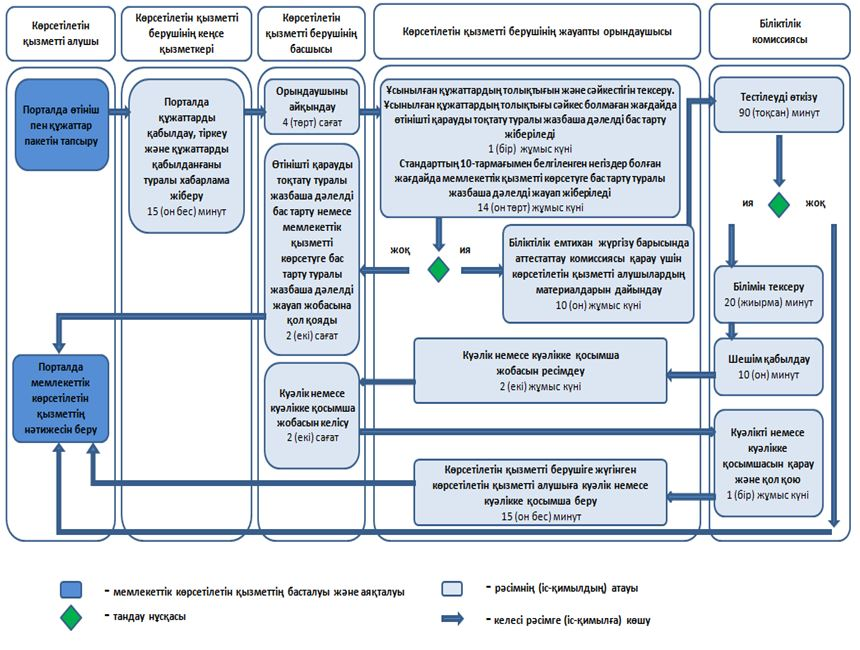 Көрсетілетін
қызметті алушы
Көрсетілетін қызметті
берушінің кеңсе
қызметкері
Көрсетілетін
қызметті берушінің
басшысы
Көрсетілетін қызметті берушінің жауапты орындаушысы
Біліктілік
комиссиясы
Порталда өтініш
пен құжаттар
пакетін тапсыру
Порталда
құжаттарды
қабылдау, тіркеу
және құжаттарды
қабылданғаны
туралы хабарлама
жіберу
15 (он бес) минут
Орындаушыны
айқындау
4 (төрт) сағат
Ұсынылған құжаттардың толықтығын және сәйкестігін тексеру.
Ұсынылған құжаттардың толықтығы сәйкес болмаған жағдайда
өтінішті қарауды тоқтату туралы жазбаша дәлелді бас тарту
жіберіледі
1 (бір) жұмыс күні
Стандарттың 10-тармағымен белгіленген негіздер болған
жағдайда мемлекеттік қызметті көрсетуге бас тарту туралы
жазбаша дәлелді жауап жіберіледі
14 (он төрт) жұмыс күні
Тестілеуді өткізу
90 (тоқсан) минут
Өтінішті қарауды
тоқтату туралы
жазбаша дәлелді
бас тарту немесе
мемлекеттік
қызметті
көрсетуге бас
тарту туралы
жазбаша дәлелді
жауап жобасына
қол қояды
2 (екі) сағат
жоқ
ия
Біліктілік емтихан жүргізу барысында
аттестаттау комиссиясы қарау үшін
көрсетілетін қызметті алушылардың
материалдарын дайындау
10 (он) жұмыс күні
ия
жоқ
Білімін тексеру
20 (жиырма) минут
Шешім қабылдау
10 (он) минут
Куәлік немесе куәлікке қосымша
жобасын ресімдеу
2 (екі) жұмыс күні
Порталда
мемлекеттік
көрсетілетін
қызметтің
нәтижесін беру
Куәлік немесе
куәлікке қосымша
жобасын келісу
2 (екі) сағат
Куәлікті немесе
куәлікке
қосымшасын қарау
және қол қою
1 (бір) жұмыс күні
Көрсетілетін қызметті берушіге жүгінген
көрсетілетін қызметті алушыға куәлік немесе
куәлікке қосымша беру
15 (он бес) минут
- мемлекеттік көрсетілетін қызметтің басталуы және аяқталуы
- рәсімнің (іс-қимылдың) атауы
- таңдау нұсқасы
- келесі рәсімге (іс-қимылға) көшу